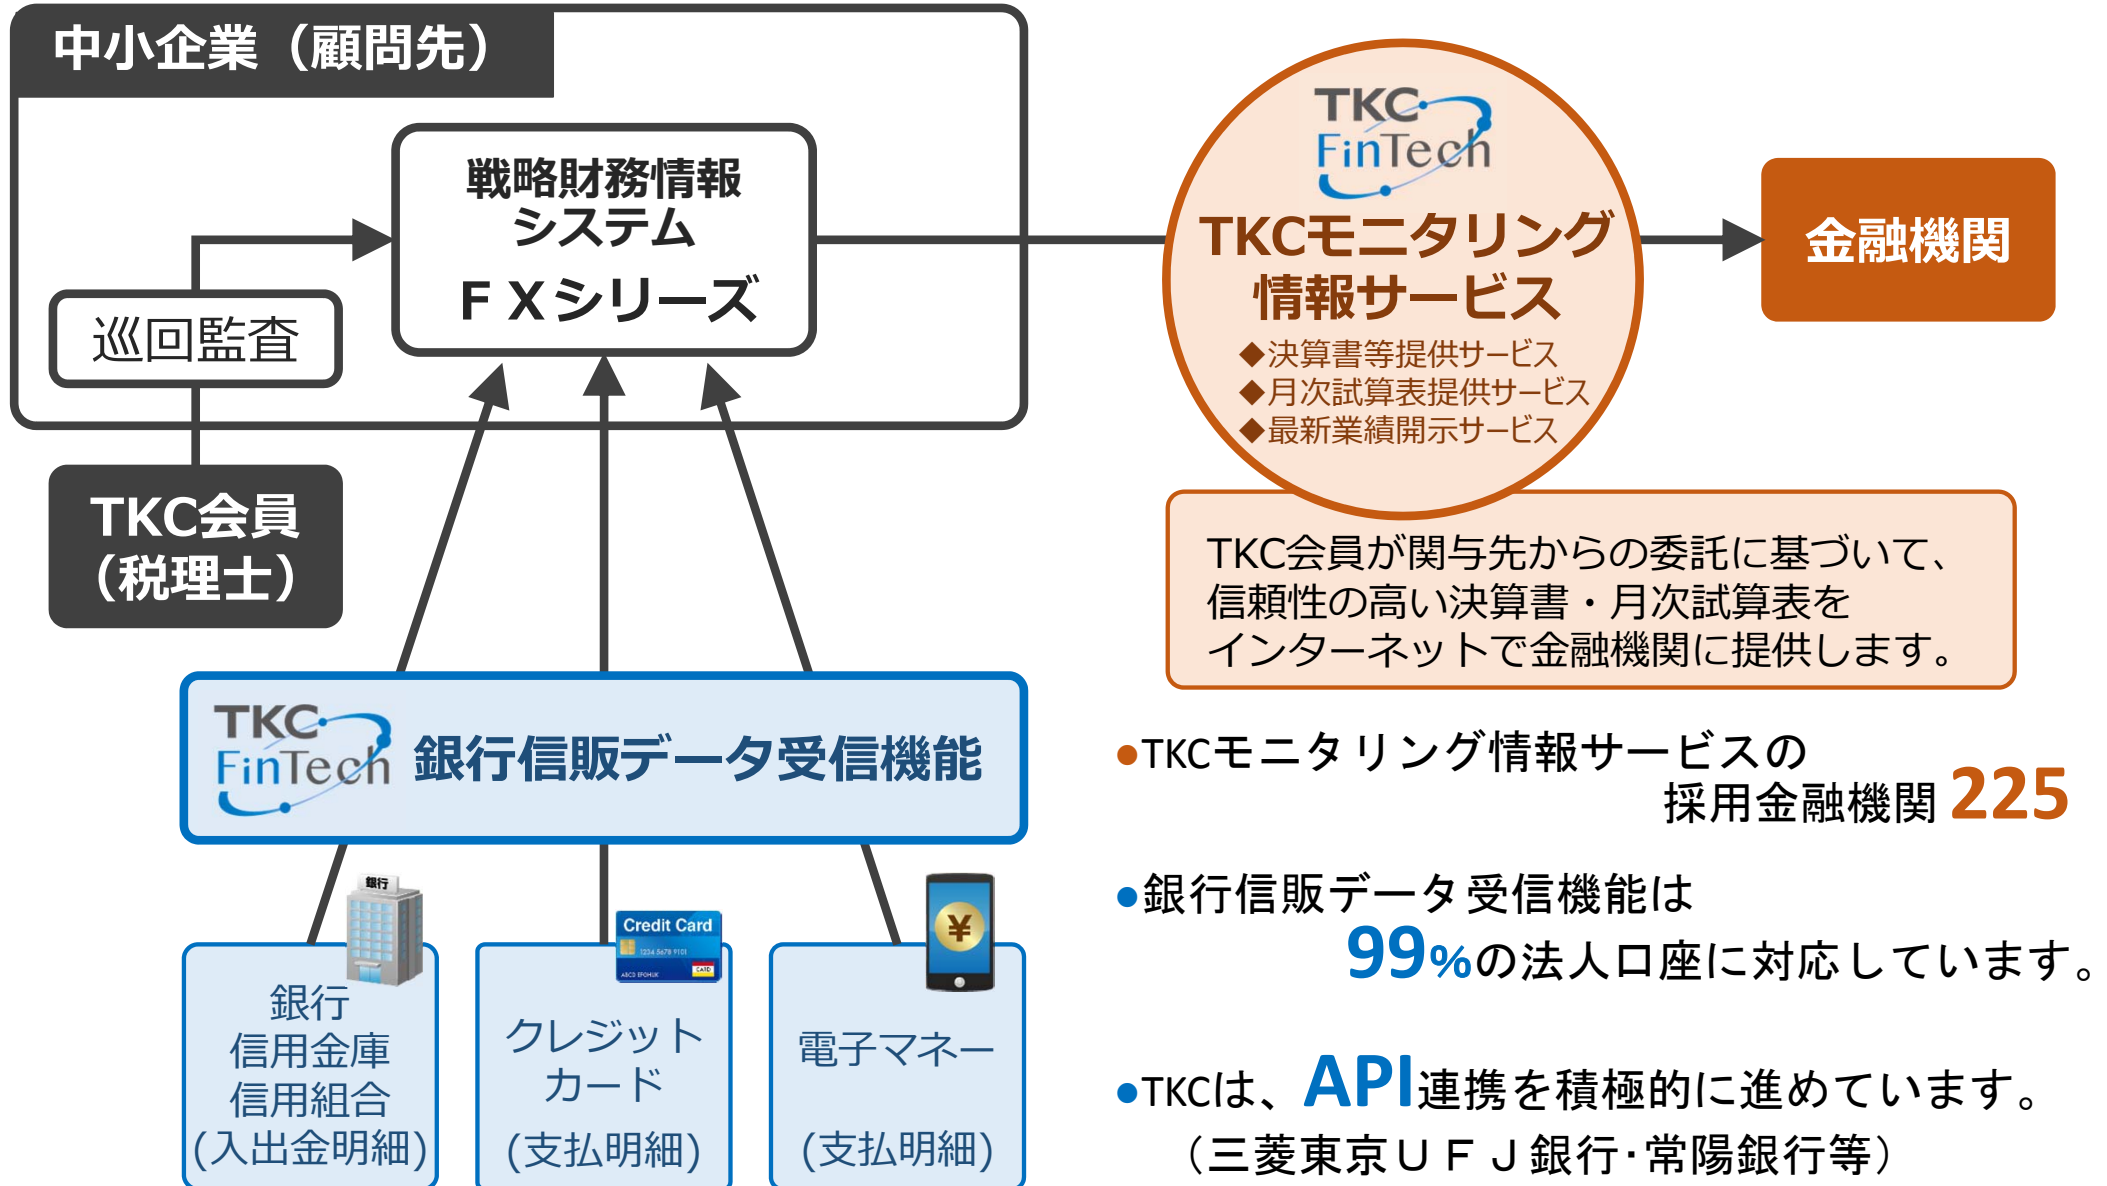 中小企業（顧問先）
戦略財務情報
システム
ＦＸシリーズ
巡回監査
TKC会員
（税理士）
TKC
FinTech
TKCモニタリング
情報サービス
◆決算書等提供サービス
◆月次試算表提供サービス
◆最新業績開示サービス
金融機関
TKC会員が関与先からの委託に基づいて、
信頼性の高い決算書・月次試算表を
インターネットで金融機関に提供します。
TKC
FinTech
銀行信販データ受信機能
銀行
銀行
信用金庫
信用組合
(入出金明細)
Credit Card
1234 5678 9101
ABCD EFGHIJK
CARD
クレジット
カード
(支払明細)
¥
電子マネー
(支払明細)
●TKCモニタリング情報サービスの
採用金融機関 225
●銀行信販データ受信機能は
99%の法人口座に対応しています。
●TKCは、API連携を積極的に進めています。
（三菱東京ＵＦＪ銀行･常陽銀行等）